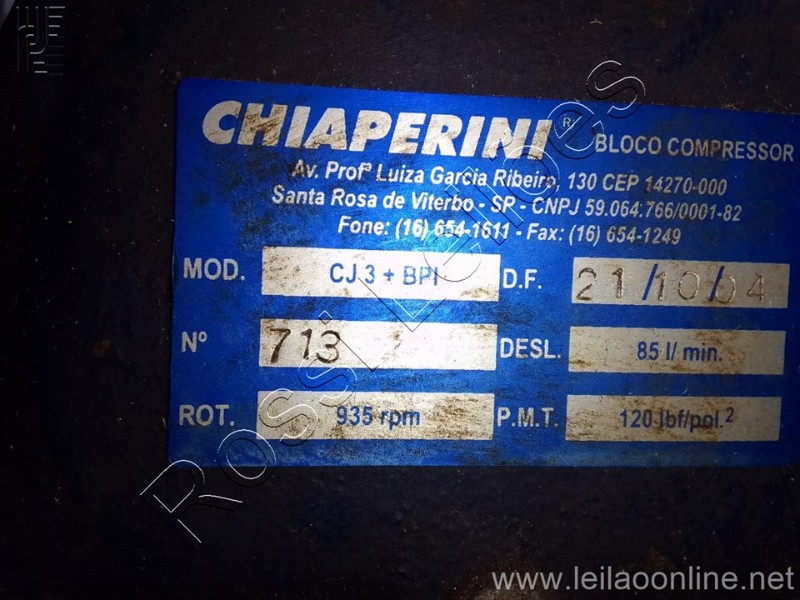 CHIAPERINI ® BLOCO COMPRESSOR
Av. Profª Luiza Garcia Ribeiro, 130 CEP 14270-000
Santa Rosa de Viterbo - SP - CNPJ 59.064.766/0001-82
Fone: (16) 654-1611 - Fax: (16) 654-1249
MOD. CJ 3 + BPI D.F. 21/10/04
Nº 713 DESL. 85 l/ min.
ROT. 935 rpm P.M.T. 120 lbf/pol.²
Rossi Leilões
www.leilaoonline.net